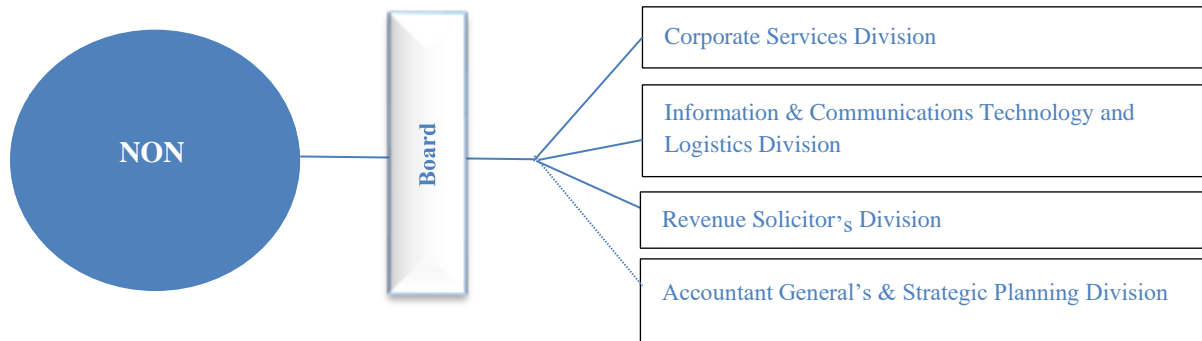 NON
Board
Corporate Services Division
Information & Communications Technology and
Logistics Division
Revenue Solicitor's Division
Accountant General's & Strategic Planning Division